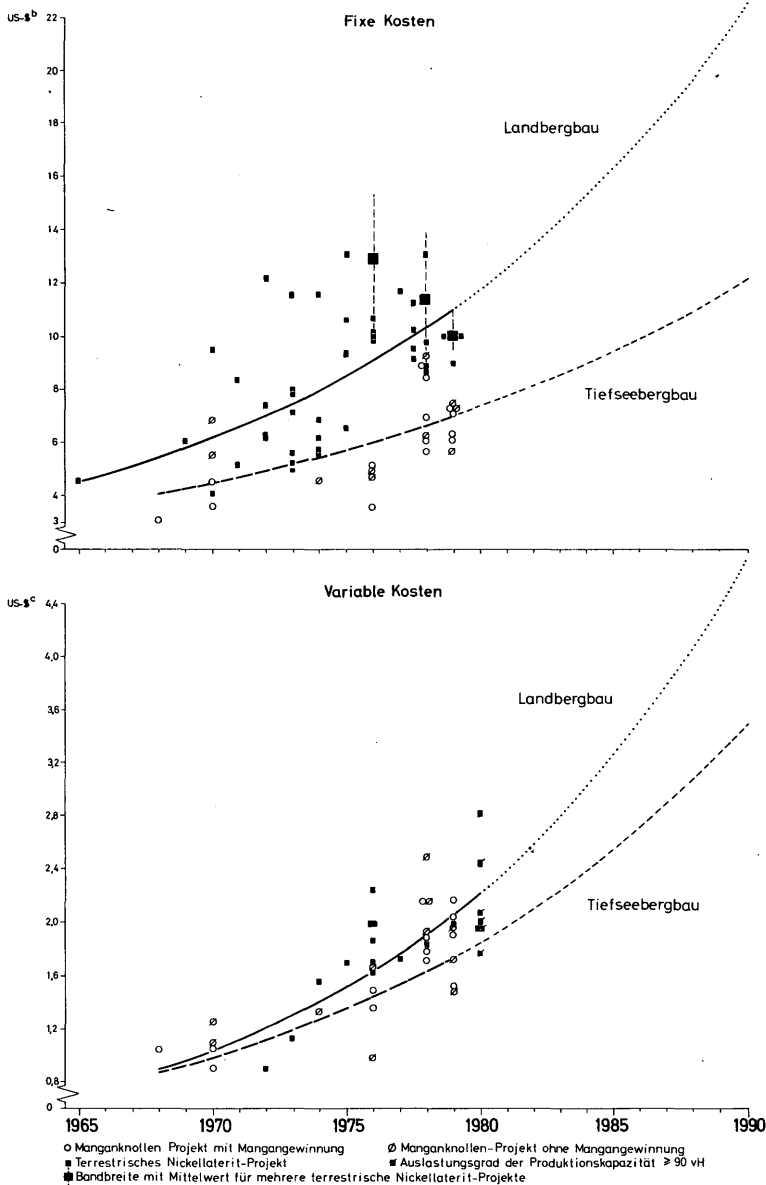 US-$b
Fixe Kosten
22
20
18
16
14
12
10
8
6
4
3
0
Landbergbau
Tiefseebergbau
Variable Kosten
US-$c
4,4
4,0
3,6
3,2
2,8
2,4
2,0
1,6
1,2
0,8
0
Landbergbau
Tiefseebergbau
1965 1970 1975 1980 1985 1990
Manganknollen Projekt mit Mangangewinnung
Manganknollen-Projekt ohne Mangangewinnung
Terrestrisches Nickellaterit-Projekt
Auslastungsgrad der Produktionskapazität ≥ 90 vH
Bandbreite mit Mittelwert für mehrere terrestrische Nickellaterit-Projekte